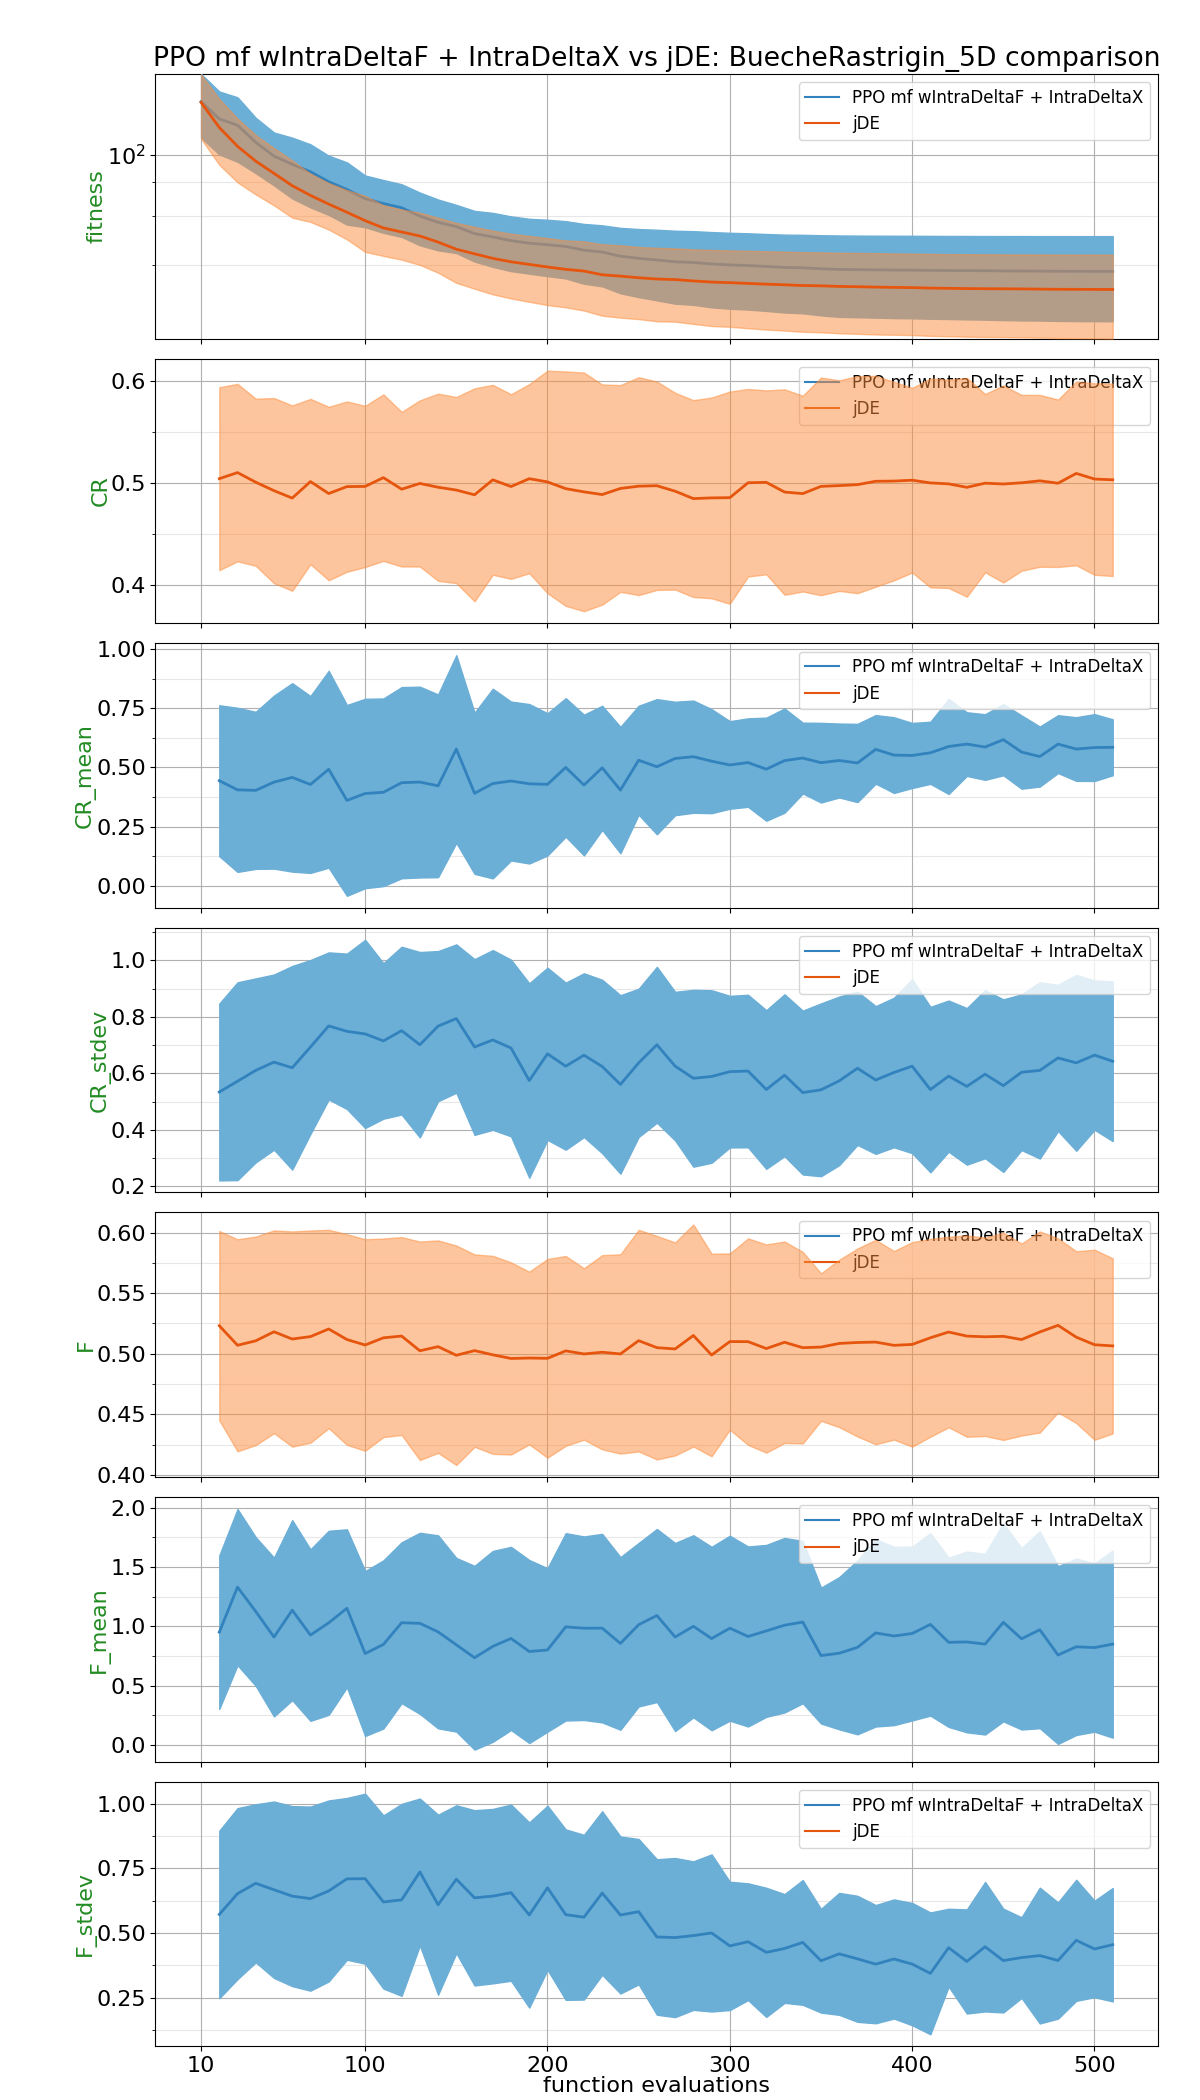 PPO mf wIntraDeltaF + IntraDeltaX vs jDE: BuecheRastrigin_5D comparison
PPO mf wIntraDeltaF + IntraDeltaX
jDE
10²
fitness
PPO mf wIntraDeltaF + IntraDeltaX
jDE
0.6
0.5
0.4
CR
PPO mf wIntraDeltaF + IntraDeltaX
jDE
1.00
0.75
0.50
0.25
0.00
CR_mean
PPO mf wIntraDeltaF + IntraDeltaX
jDE
1.0
0.8
0.6
0.4
0.2
CR_stdev
PPO mf wIntraDeltaF + IntraDeltaX
jDE
0.60
0.55
0.50
0.45
0.40
F
PPO mf wIntraDeltaF + IntraDeltaX
jDE
2.0
1.5
1.0
0.5
0.0
F_mean
PPO mf wIntraDeltaF + IntraDeltaX
jDE
1.00
0.75
0.50
0.25
F_stdev
10 100 200 300 400 500
function evaluations